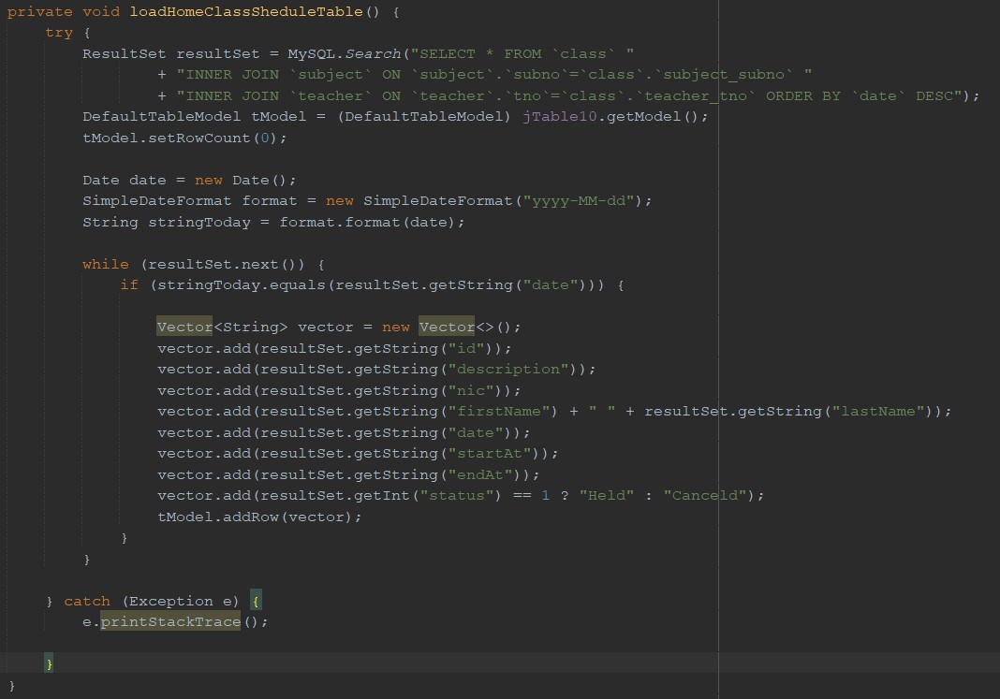 private void loadHomeClassSheduleTable() {
    try {
        ResultSet resultSet = MySQL.Search("SELECT * FROM `class` "
                + "INNER JOIN `subject` ON `subject`.`subno`=`class`.`subject_subno` "
                + "INNER JOIN `teacher` ON `teacher`.`tno`=`class`.`teacher_tno` ORDER BY `date` DESC");
        DefaultTableModel tModel = (DefaultTableModel) jTable10.getModel();
        tModel.setRowCount(0);

        Date date = new Date();
        SimpleDateFormat format = new SimpleDateFormat("yyyy-MM-dd");
        String stringToday = format.format(date);

        while (resultSet.next()) {
            if (stringToday.equals(resultSet.getString("date"))) {

                Vector<String> vector = new Vector<>();
                vector.add(resultSet.getString("id"));
                vector.add(resultSet.getString("description"));
                vector.add(resultSet.getString("nic"));
                vector.add(resultSet.getString("firstName") + " " + resultSet.getString("lastName"));
                vector.add(resultSet.getString("date"));
                vector.add(resultSet.getString("startAt"));
                vector.add(resultSet.getString("endAt"));
                vector.add(resultSet.getInt("status") == 1 ? "Held" : "Canceld");
                tModel.addRow(vector);
            }
        }

    } catch (Exception e) {
        e.printStackTrace();

    }
}